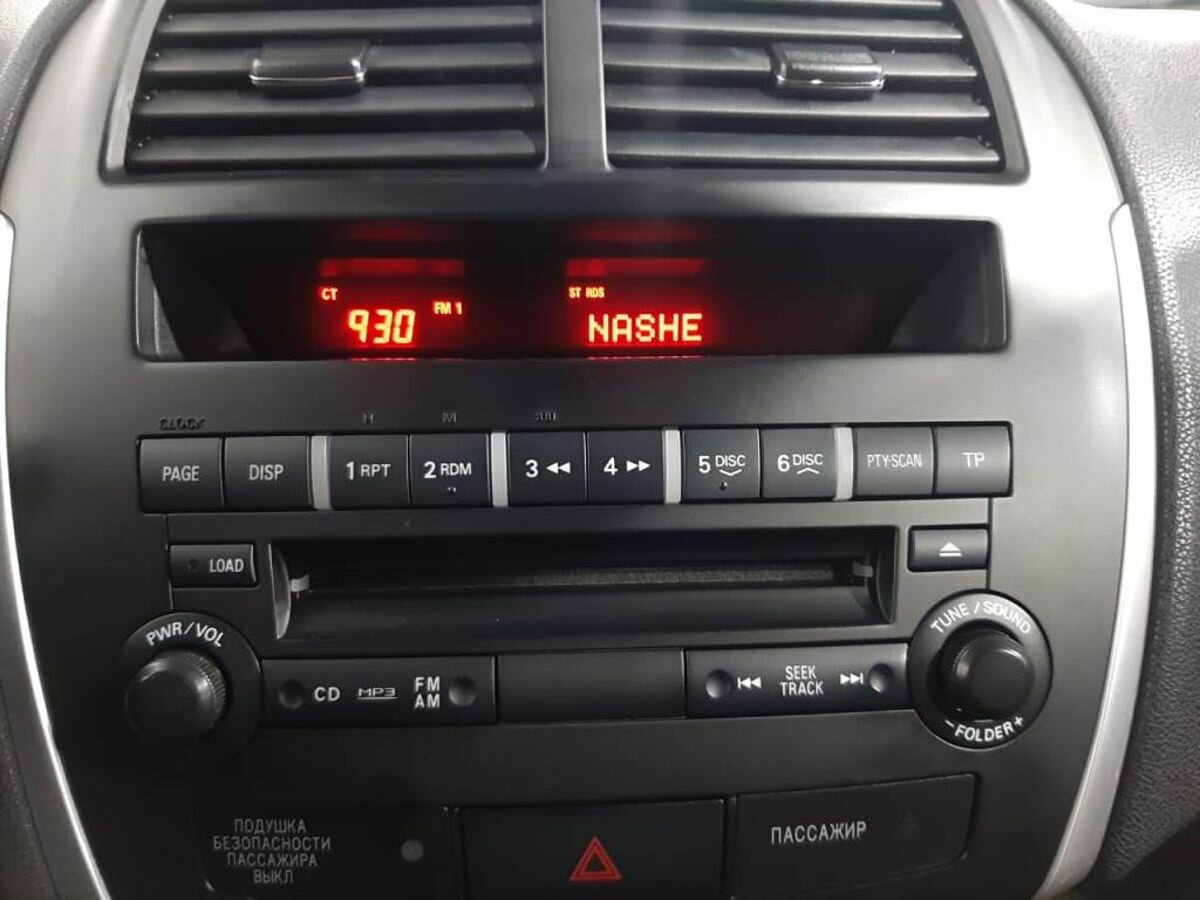 CT
930 FM 1
ST RDS
NASHE
CLOCK H M
PAGE DISP 1 RPT 2 RDM 3 4 5 DISC 6 DISC PTY·SCAN TP
LOAD
PWR/VOL
CD MP3 FM
AM
SEEK
TRACK
TUNE / SOUND
– FOLDER +
ПОДУШКА
БЕЗОПАСНОСТИ
ПАССАЖИРА
ВЫКЛ
ПАССАЖИР